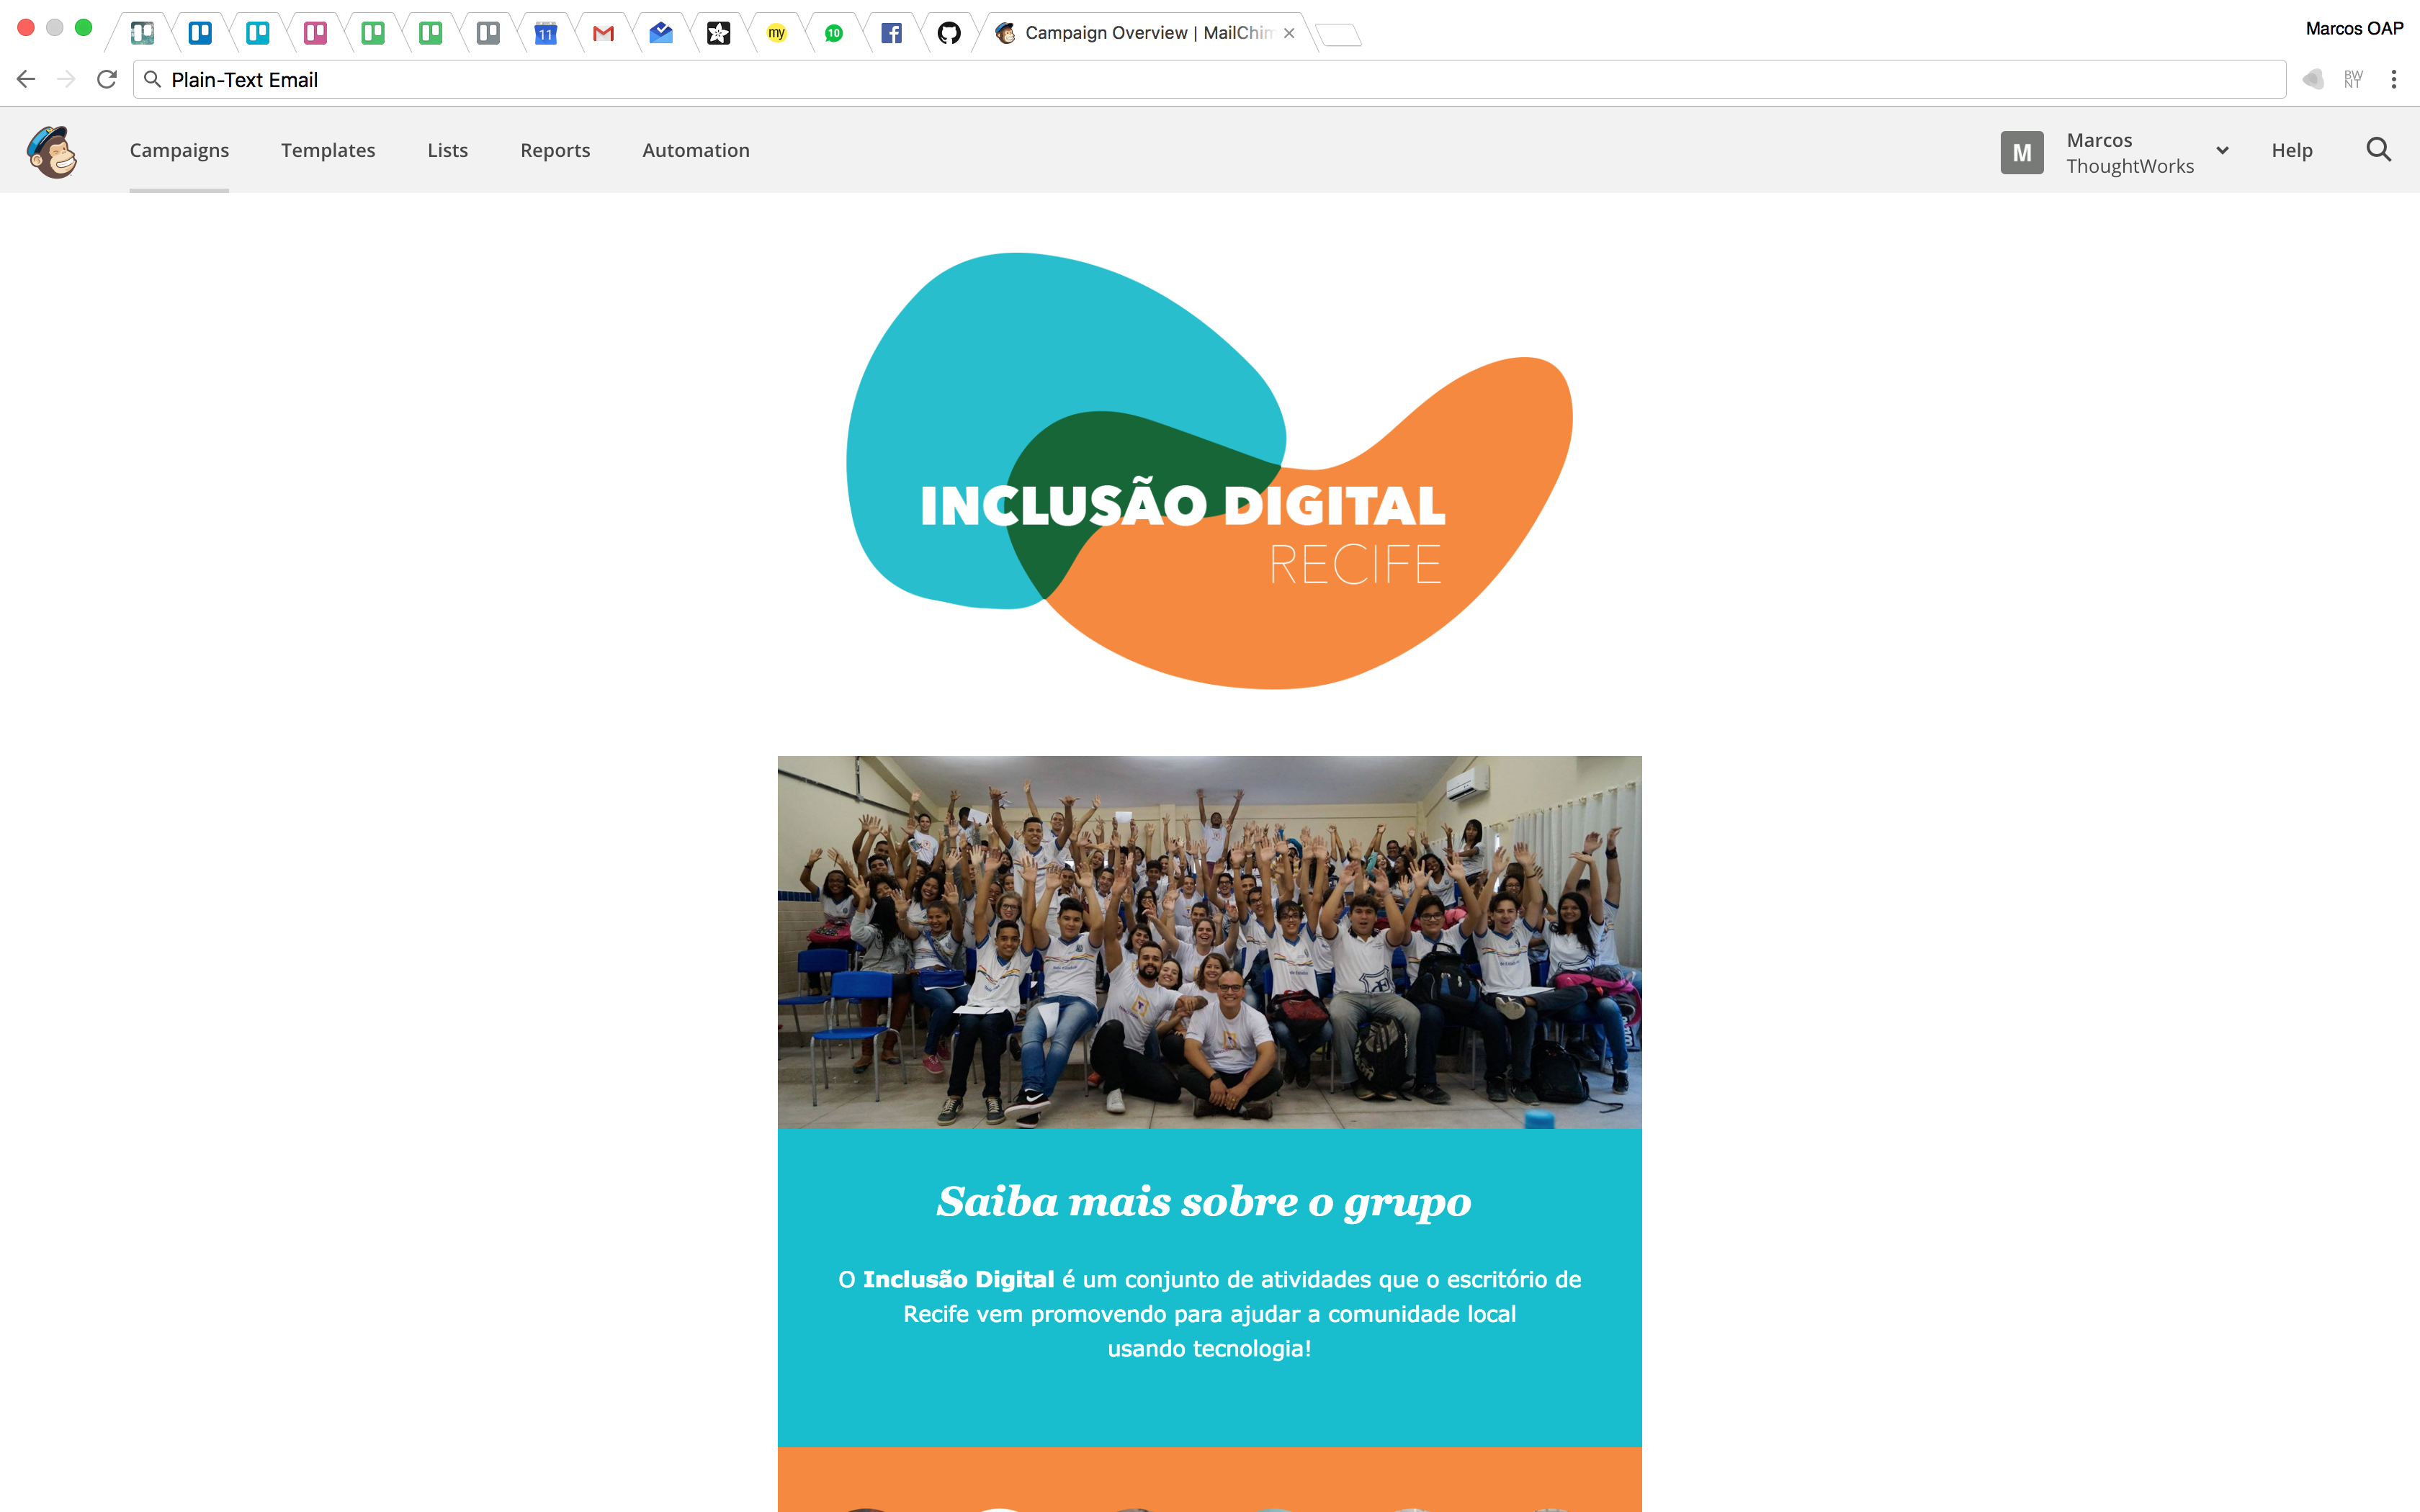 11
my
10
Campaign Overview | MailChim
Marcos OAP
Plain-Text Email
BW
NT
Campaigns
Templates
Lists
Reports
Automation
M
Marcos
ThoughtWorks
Help
INCLUSÃO DIGITAL
RECIFE
Saiba mais sobre o grupo
O Inclusão Digital é um conjunto de atividades que o escritório de
Recife vem promovendo para ajudar a comunidade local
usando tecnologia!